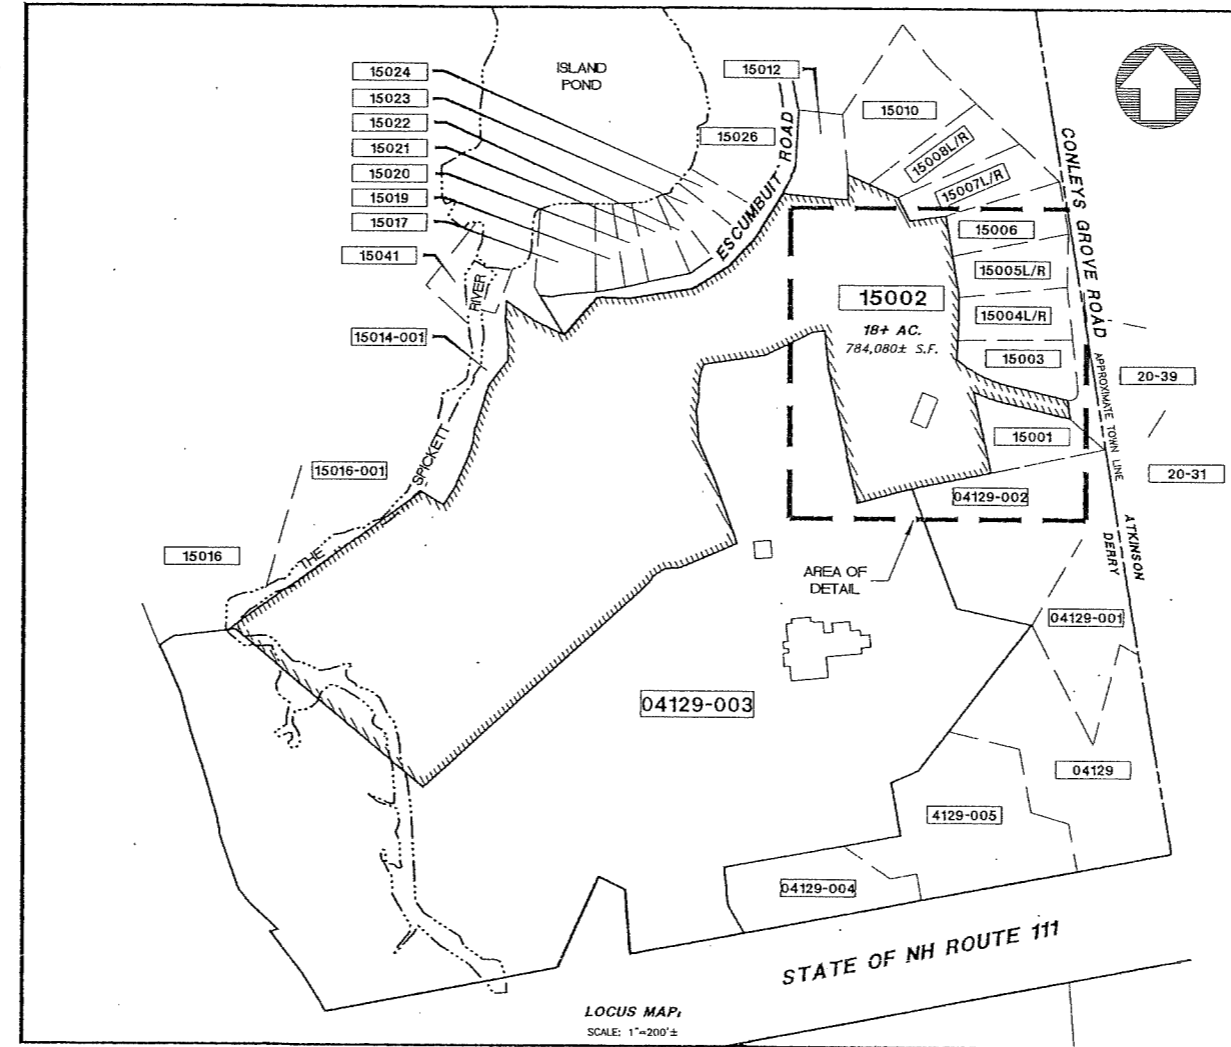 15024
15023
15022
15021
15020
15019
15017
15041
15014-001
15016-001
15016
ISLAND
POND
15012
15026
ESCUMBUIT ROAD
15010
15008L/R
15007L/R
15006
15005L/R
15004L/R
15003
15002
18+ AC.
784,080± S.F.
15001
04129-002
CONLEYS GROVE ROAD
APPROXIMATE TOWN LINE
20-39
20-31
ATKINSON
DERRY
THE
SPICKETT
RIVER
AREA OF
DETAIL
04129-001
04129-003
04129
4129-005
04129-004
STATE OF NH ROUTE 111
LOCUS MAP:
SCALE: 1"=200'±